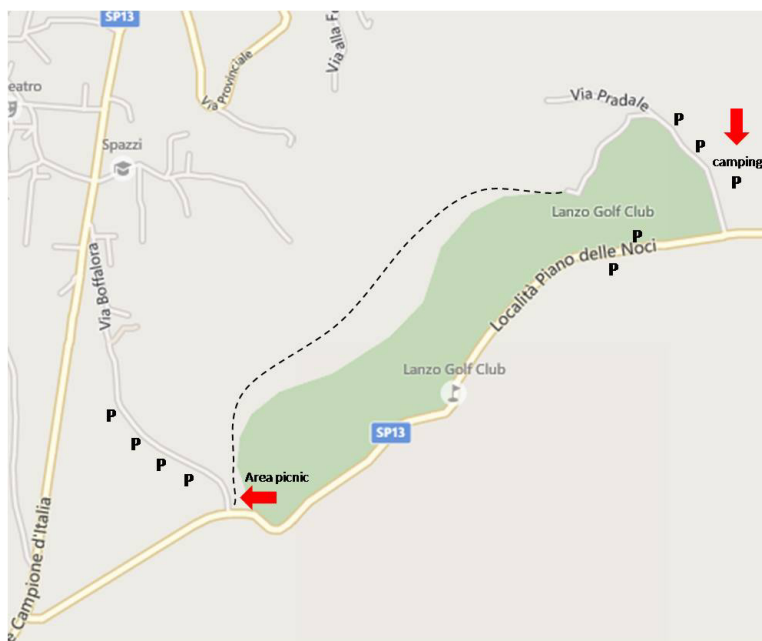 SP13
Via alla Fo
Via Provinciale
eatro
Via Pradale
P
P
Spazzi
camping
P
Lanzo Golf Club
P
P
Località Piano delle Noci
Via Boffalora
Lanzo Golf Club
P
SP13
P
P
P
Area picnic
e Campione d'Italia